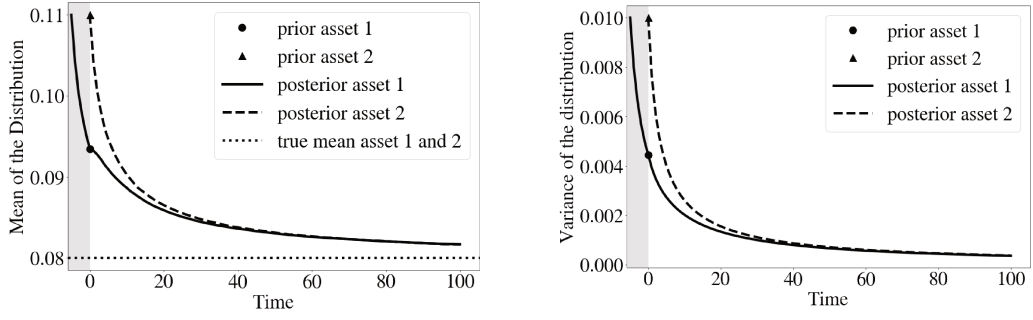 Mean of the Distribution
0.11
0.10
0.09
0.08
prior asset 1
prior asset 2
posterior asset 1
posterior asset 2
true mean asset 1 and 2
0 20 40 60 80 100
Time
Variance of the distribution
0.010
0.008
0.006
0.004
0.002
0.000
prior asset 1
prior asset 2
posterior asset 1
posterior asset 2
0 20 40 60 80 100
Time